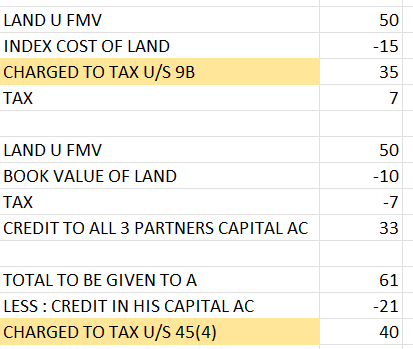 LAND U FMV 50
INDEX COST OF LAND -15
CHARGED TO TAX U/S 9B 35
TAX 7
LAND U FMV 50
BOOK VALUE OF LAND -10
TAX -7
CREDIT TO ALL 3 PARTNERS CAPITAL AC 33
TOTAL TO BE GIVEN TO A 61
LESS : CREDIT IN HIS CAPITAL AC -21
CHARGED TO TAX U/S 45(4) 40